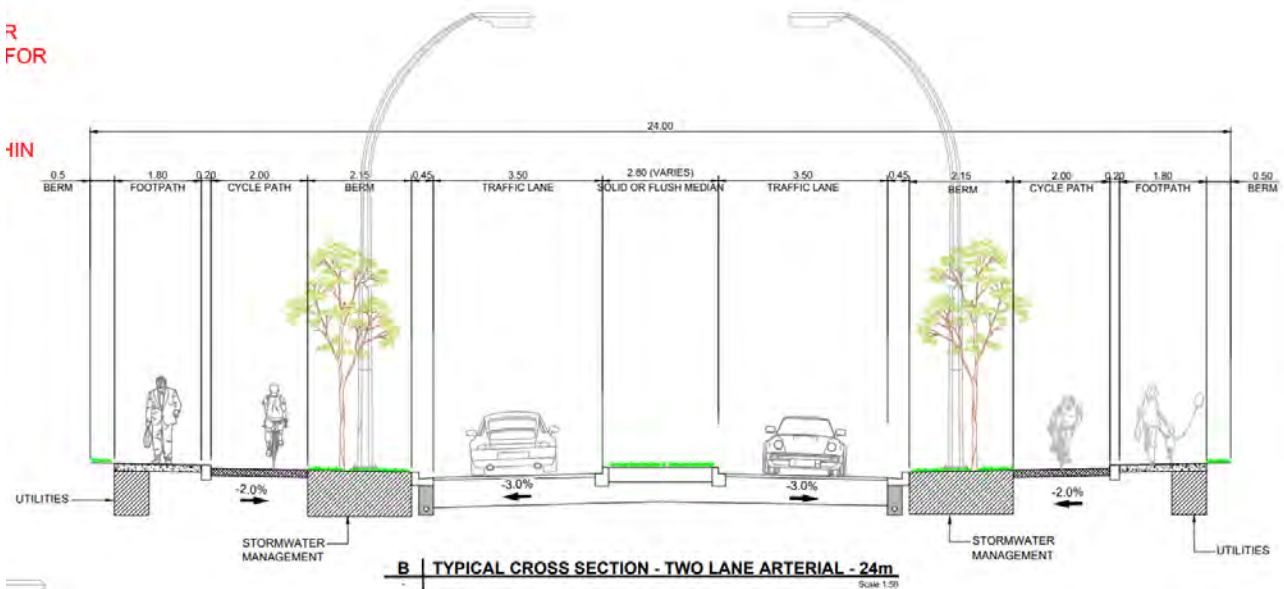 R
FOR
HIN
24.00
0.5 1.80 0.20 2.00 2.15 0.45 3.50 2.80 (VARIES) 3.50 0.45 2.15 2.00 0.20 1.80 0.50
BERM FOOTPATH CYCLE PATH BERM TRAFFIC LANE SOLID OR FLUSH MEDIAN TRAFFIC LANE BERM CYCLE PATH FOOTPATH BERM
-2.0% -3.0% -3.0% -2.0%
UTILITIES
STORMWATER
MANAGEMENT
STORMWATER
MANAGEMENT
UTILITIES
B TYPICAL CROSS SECTION - TWO LANE ARTERIAL - 24m
Scale 1:50